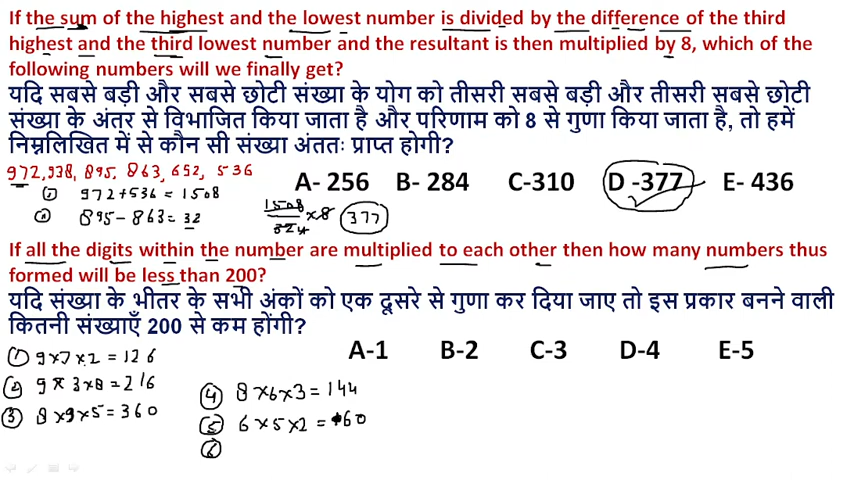 If the sum of the highest and the lowest number is divided by the difference of the third
highest and the third lowest number and the resultant is then multiplied by 8, which of the
following numbers will we finally get?
यदि सबसे बड़ी और सबसे छोटी संख्या के योग को तीसरी सबसे बड़ी और तीसरी सबसे छोटी
संख्या के अंतर से विभाजित किया जाता है और परिणाम को 8 से गुणा किया जाता है, तो हमें
निम्नलिखित में से कौन सी संख्या अंततः प्राप्त होगी?
972, 938, 895, 863, 652, 536
A- 256 B- 284 C-310 D -377 E- 436
① 972+536 = 1508
② 895-863 = 32
1508
32 4 ×8 377
If all the digits within the number are multiplied to each other then how many numbers thus
formed will be less than 200?
यदि संख्या के भीतर के सभी अंकों को एक दूसरे से गुणा कर दिया जाए तो इस प्रकार बनने वाली
कितनी संख्याएँ 200 से कम होंगी?
A-1 B-2 C-3 D-4 E-5
① 9×7×2 = 126
② 9×3×8 = 216
③ 8×9×5 = 360
④ 8×6×3 = 144
⑤ 6×5×2 = 60
⑥